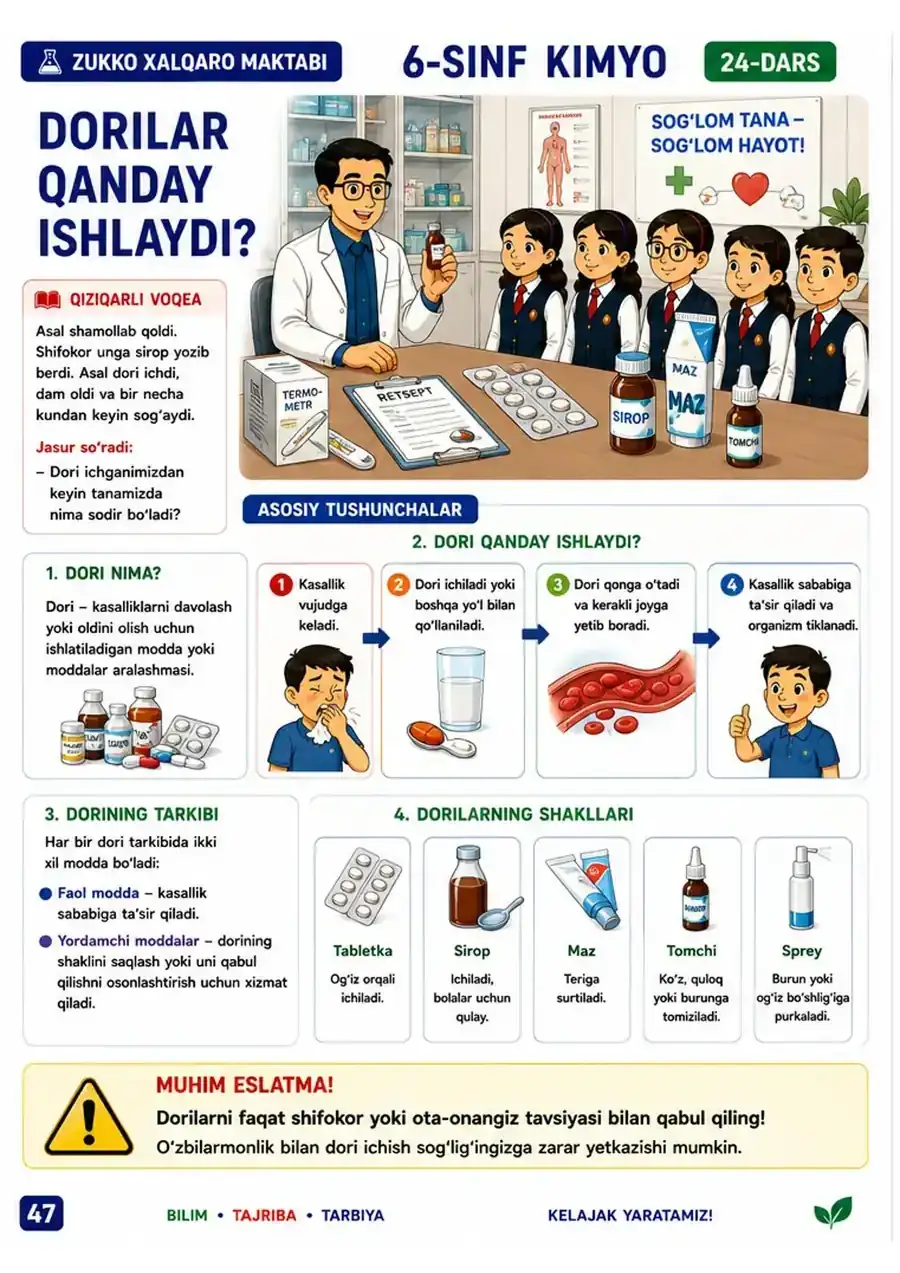 ZUKKO XALQARO MAKTABI
6-SINF KIMYO
24-DARS
DORILAR
QANDAY
ISHLAYDI?
SOG‘LOM TANA –
SOG‘LOM HAYOT!
TERMO-
METR
RETSEPT
SIROP
MAZ
MAZ
TOMCHI
QIZIQARLI VOQEA
Asal shamollab qoldi.
Shifokor unga sirop yozib
berdi. Asal dori ichdi,
dam oldi va bir necha
kundan keyin sog‘aydi.
Jasur so‘radi:
– Dori ichganimizdan
keyin tanamizda
nima sodir bo‘ladi?
ASOSIY TUSHUNCHALAR
1. DORI NIMA?
Dori – kasalliklarni davolash
yoki oldini olish uchun
ishlatiladigan modda yoki
moddalar aralashmasi.
2. DORI QANDAY ISHLAYDI?
1 Kasallik
vujudga
keladi.
2 Dori ichiladi yoki
boshqa yo‘l bilan
qo‘llaniladi.
3 Dori qonga o‘tadi
va kerakli joyga
yetib boradi.
4 Kasallik sababiga
ta’sir qiladi va
organizm tiklanadi.
3. DORINING TARKIBI
Har bir dori tarkibida ikki
xil modda bo‘ladi:
Faol modda – kasallik
sababiga ta’sir qiladi.
Yordamchi moddalar – dorining
shaklini saqlash yoki uni qabul
qilishni osonlashtirish uchun xizmat
qiladi.
4. DORILARNING SHAKLLARI
Tabletka
Og‘iz orqali
ichiladi.
Sirop
Ichiladi,
bolalar uchun
qulay.
Maz
Teriga
surtiladi.
Tomchi
Ko‘z, quloq
yoki burunga
tomiziladi.
Sprey
Burun yoki
og‘iz bo‘shlig‘iga
purkaladi.
MUHIM ESLATMA!
Dorilarni faqat shifokor yoki ota-onangiz tavsiyasi bilan qabul qiling!
O‘zbilarmonlik bilan dori ichish sog‘lig‘ingizga zarar yetkazishi mumkin.
47
BILIM • TAJRIBA • TARBIYA
KELAJAK YARATAMIZ!